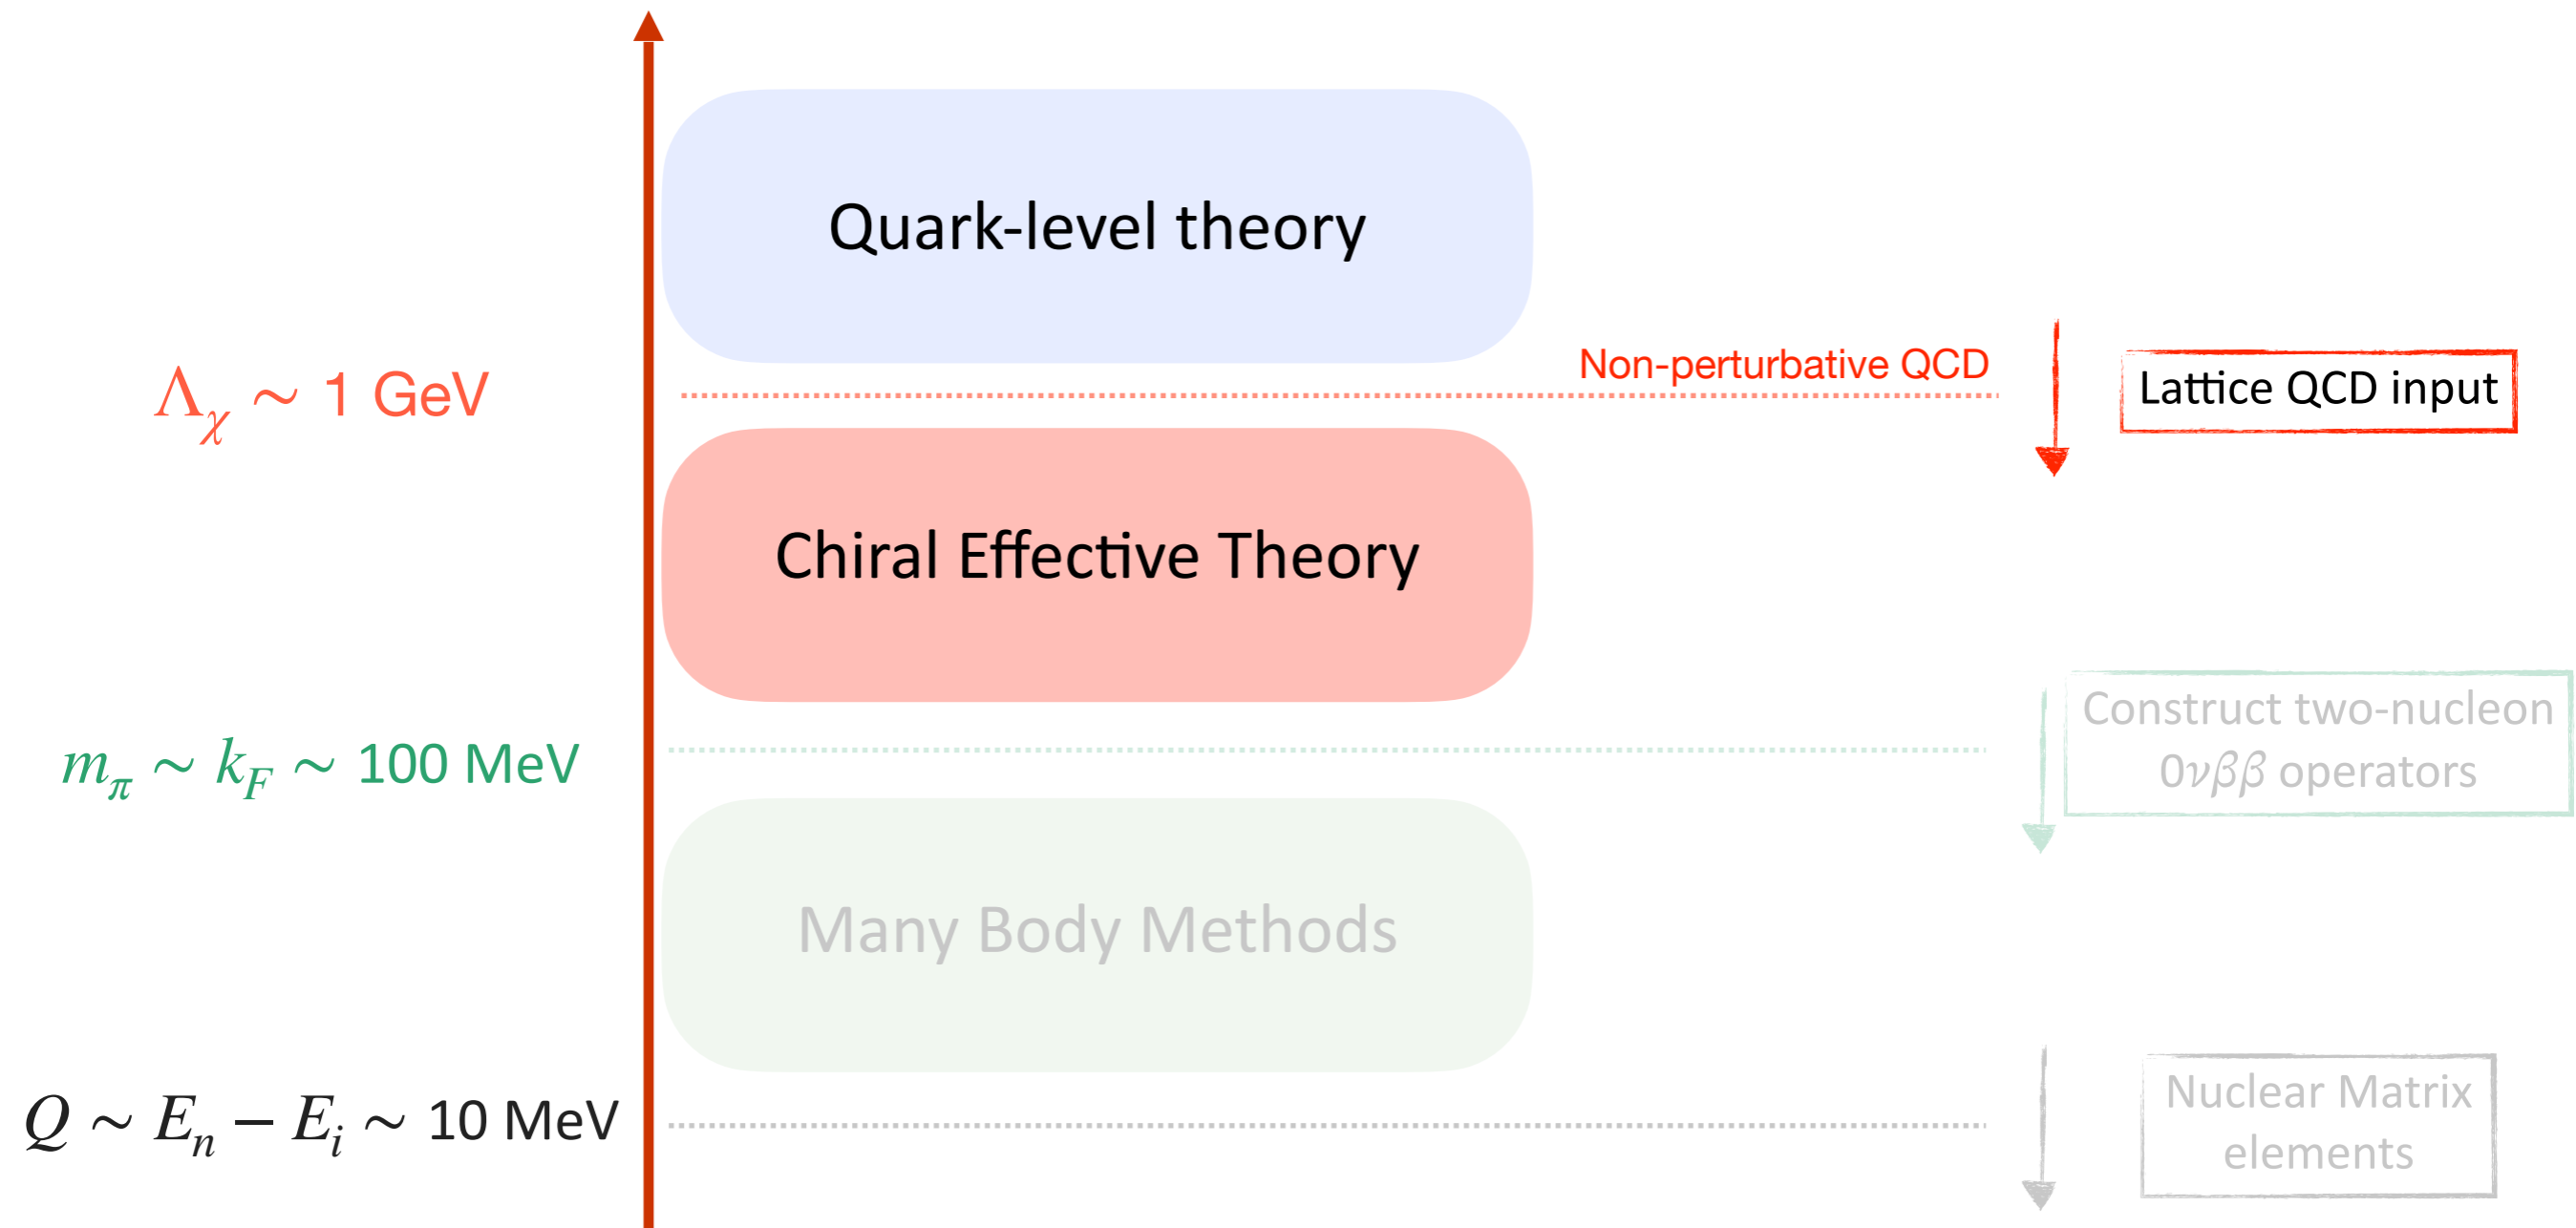 Quark-level theory
Non-perturbative QCD
Λχ ∼ 1 GeV
Lattice QCD input
Chiral Effective Theory
Construct two-nucleon
0νββ operators
mπ ∼ kF ∼ 100 MeV
Many Body Methods
Nuclear Matrix
elements
Q ∼ En − Ei ∼ 10 MeV